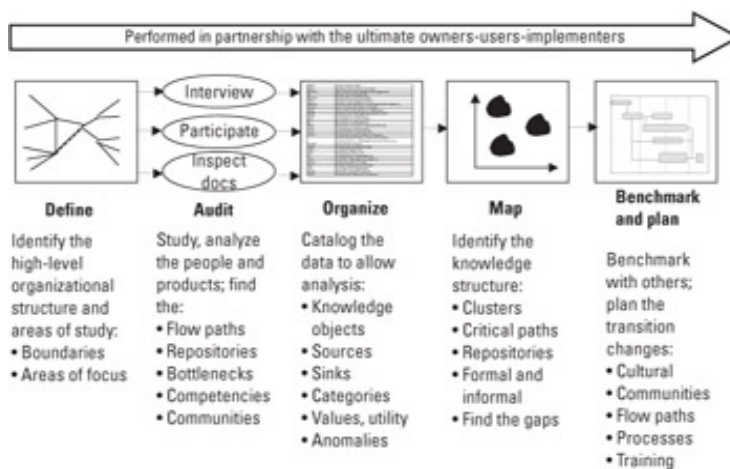 Performed in partnership with the ultimate owners-users-implementers
Interview
Participate
Inspect
docs
Define
Identify the
high-level
organizational
structure and
areas of study:
• Boundaries
• Areas of focus
Audit
Study, analyze
the people and
products; find
the:
• Flow paths
• Repositories
• Bottlenecks
• Competencies
• Communities
Organize
Catalog the
data to allow
analysis:
• Knowledge
objects
• Sources
• Sinks
• Categories
• Values, utility
• Anomalies
Map
Identify the
knowledge
structure:
• Clusters
• Critical paths
• Repositories
• Formal and
informal
• Find the gaps
Benchmark
and plan
Benchmark
with others;
plan the
transition
changes:
• Cultural
• Communities
• Flow paths
• Processes
• Training